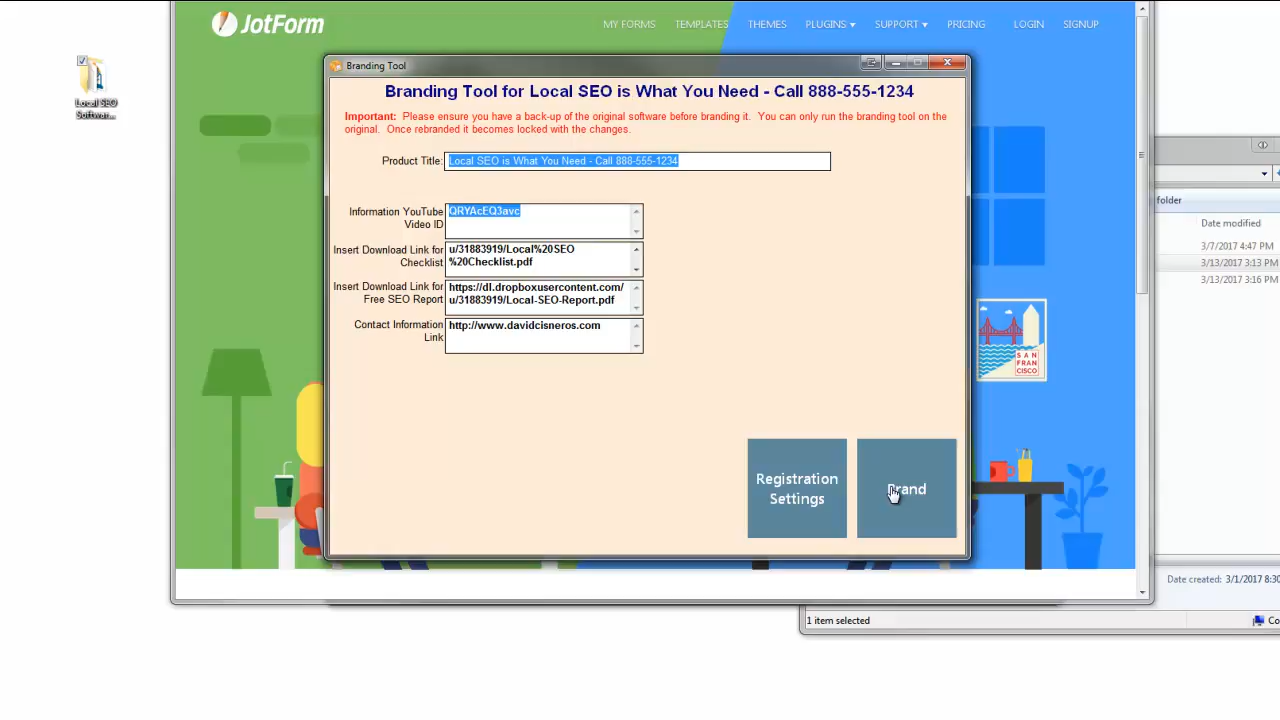 JotForm
MY FORMS TEMPLATES THEMES PLUGINS SUPPORT PRICING LOGIN SIGNUP
Local SEO
Softwar...
Branding Tool
Branding Tool for Local SEO is What You Need - Call 888-555-1234
Important: Please ensure you have a back-up of the original software before branding it. You can only run the branding tool on the
original. Once rebranded it becomes locked with the changes.
Product Title: Local SEO is What You Need - Call 888-555-1234
Information YouTube
Video ID
QRYAcEQ3avc
Insert Download Link for
Checklist
u/31883919/Local%20SEO
%20Checklist.pdf
Insert Download Link for
Free SEO Report
https://dl.dropboxusercontent.com/
u/31883919/Local-SEO-Report.pdf
Contact Information
Link
http://www.davidcisneros.com
Registration
Settings
Brand
SAN
FRAN
CISCO
folder
Date modified
3/7/2017 4:47 PM
3/13/2017 3:13 PM
3/13/2017 3:16 PM
Date created: 3/1/2017 8:30
1 item selected
Co